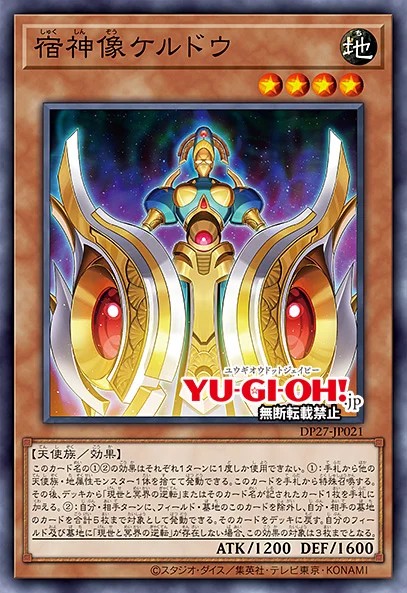 宿神像ケルドウ
しゅく しん ぞう
地
ち
ユウギオウドットジェイピー
YU-GI-OH!.jp
無断転載禁止
DP27-JP021
【天使族／効果】
このカード名の①②の効果はそれぞれ1ターンに1度しか使用できない。①：手札から他の
天使族・地属性モンスター1体を捨てて発動できる。このカードを手札から特殊召喚する。
その後、デッキから「現世と冥界の逆転」またはそのカード名が記されたカード1枚を手札に
加える。②：自分・相手ターンに、フィールド・墓地のこのカードを除外し、自分・相手の墓地
のカードを合計５枚まで対象として発動できる。そのカードをデッキに戻す。自分のフィー
ルド及び墓地に「現世と冥界の逆転」が存在しない場合、この効果の対象は３枚までとなる。
ATK/1200 DEF/1600
©スタジオ・ダイス／集英社・テレビ東京・KONAMI